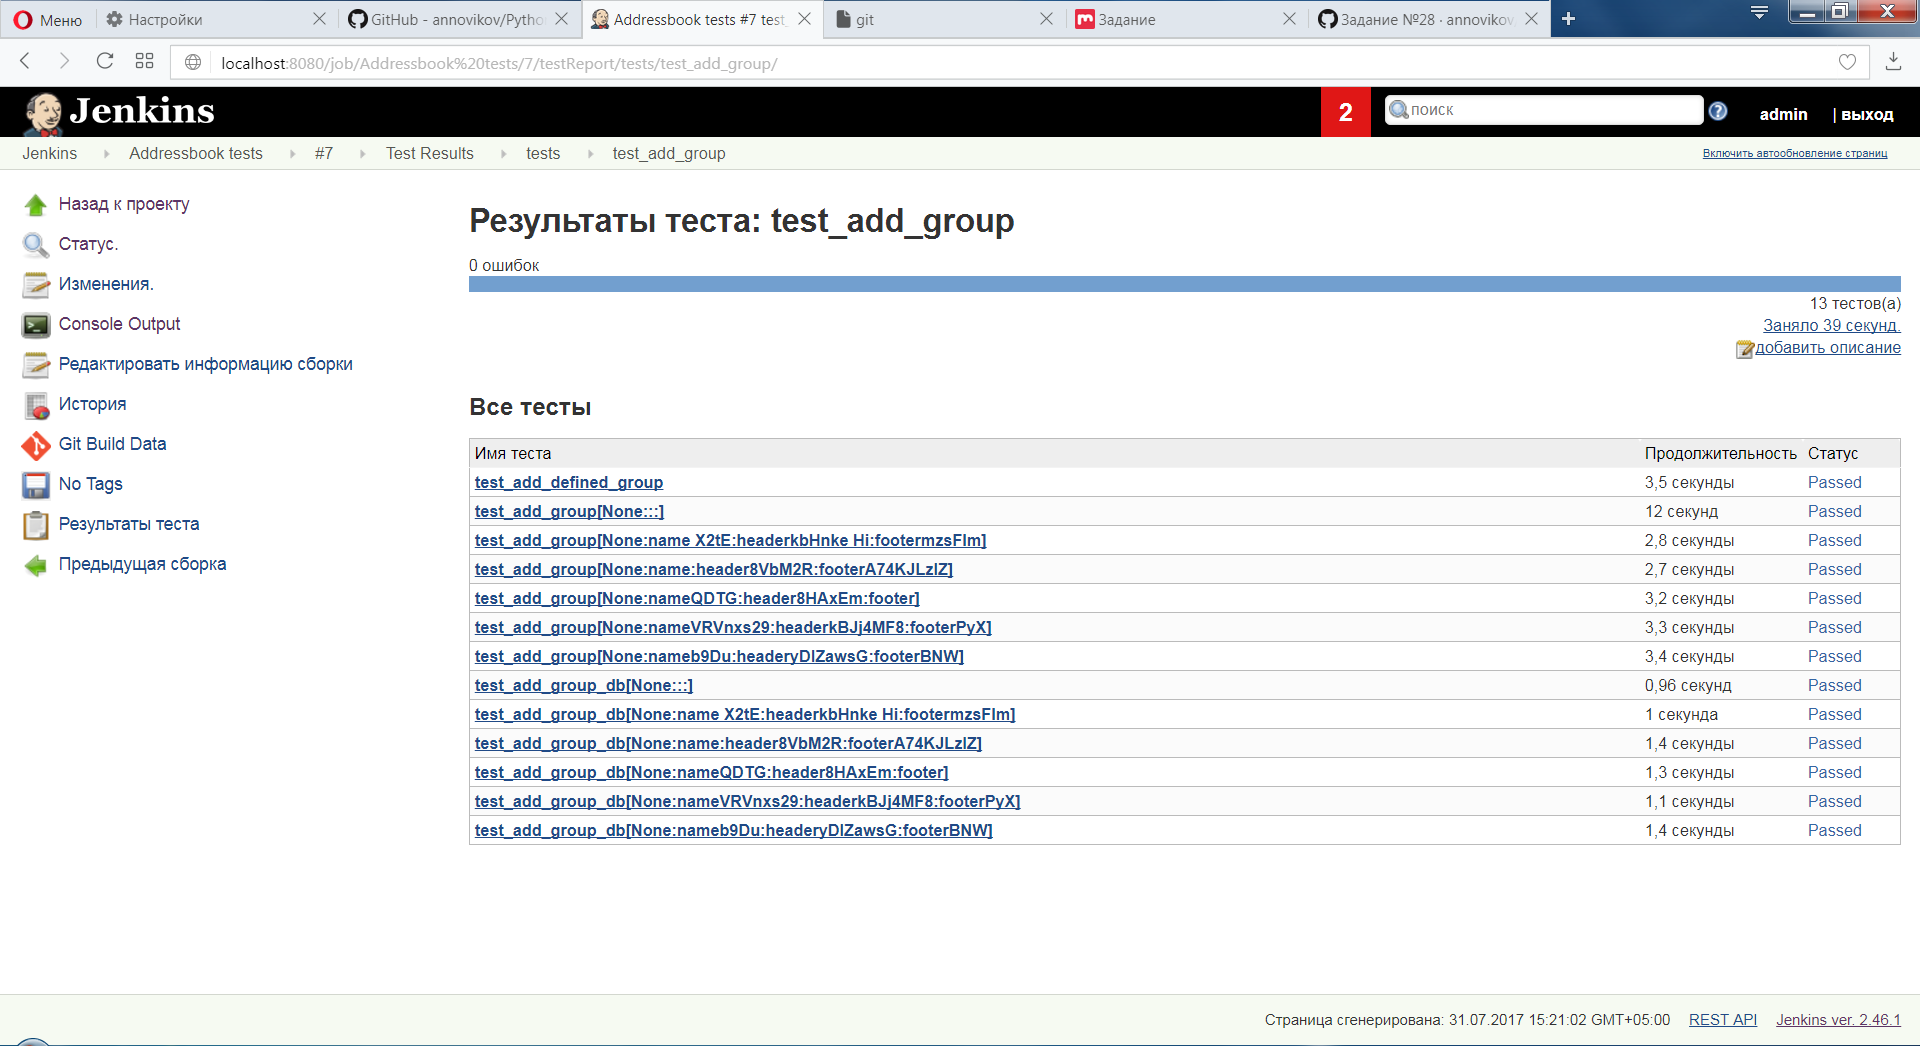 Меню
Настройки
GitHub - annovikov/Pytho
Addressbook tests #7 test_
git
Задание
Задание №28 · annovikov
localhost:8080/job/Addressbook%20tests/7/testReport/tests/test_add_group/
Jenkins
2
поиск
admin
| выход
Jenkins
Addressbook tests
#7
Test Results
tests
test_add_group
Включить автообновление страниц
Назад к проекту
Статус.
Изменения.
Console Output
Редактировать информацию сборки
История
Git Build Data
No Tags
Результаты теста
Предыдущая сборка
Результаты теста: test_add_group
0 ошибок
13 тестов(а)
Заняло 39 секунд.
добавить описание
Все тесты
Имя теста Продолжительность Статус
test_add_defined_group 3,5 секунды Passed
test_add_group[None:::] 12 секунд Passed
test_add_group[None:name X2tE:headerkbHnke Hi:footermzsFIm] 2,8 секунды Passed
test_add_group[None:name:header8VbM2R:footerA74KJLzIZ] 2,7 секунды Passed
test_add_group[None:nameQDTG:header8HAxEm:footer] 3,2 секунды Passed
test_add_group[None:nameVRVnxs29:headerkBJj4MF8:footerPyX] 3,3 секунды Passed
test_add_group[None:nameb9Du:headeryDlZawsG:footerBNW] 3,4 секунды Passed
test_add_group_db[None:::] 0,96 секунд Passed
test_add_group_db[None:name X2tE:headerkbHnke Hi:footermzsFIm] 1 секунда Passed
test_add_group_db[None:name:header8VbM2R:footerA74KJLzIZ] 1,4 секунды Passed
test_add_group_db[None:nameQDTG:header8HAxEm:footer] 1,3 секунды Passed
test_add_group_db[None:nameVRVnxs29:headerkBJj4MF8:footerPyX] 1,1 секунды Passed
test_add_group_db[None:nameb9Du:headeryDlZawsG:footerBNW] 1,4 секунды Passed
Страница сгенерирована: 31.07.2017 15:21:02 GMT+05:00
REST API
Jenkins ver. 2.46.1